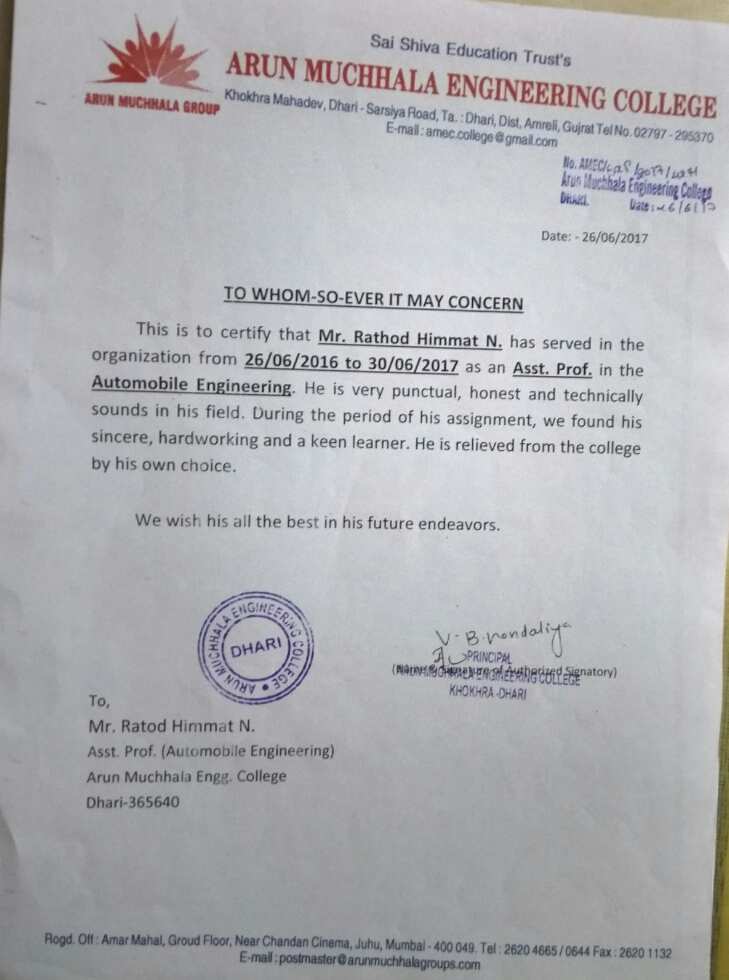 Sai Shiva Education Trust's
ARUN MUCHHALA ENGINEERING COLLEGE
ARUN MUCHHALA GROUP
Khokhra Mahadev, Dhari - Sarsiya Road, Ta. : Dhari, Dist, Amreli, Gujrat Tel No. 02797 - 295370
E-mail : amec.college@gmail.com
No. AMEC/
Arun Muchhala Engineering College
DHARI. Date:
Date: - 26/06/2017
TO WHOM-SO-EVER IT MAY CONCERN
This is to certify that Mr. Rathod Himmat N. has served in the
organization from 26/06/2016 to 30/06/2017 as an Asst. Prof. in the
Automobile Engineering. He is very punctual, honest and technically
sounds in his field. During the period of his assignment, we found his
sincere, hardworking and a keen learner. He is relieved from the college
by his own choice.
We wish his all the best in his future endeavors.
ARUN MUCHHALA ENGINEERING COLLEGE
DHARI
V. B. nondaliya
PRINCIPAL
(Name & Signature of Authorized Signatory)
ARUN MUCHHALA ENGINEERING COLLEGE
KHOKHRA -DHARI
To,
Mr. Ratod Himmat N.
Asst. Prof. (Automobile Engineering)
Arun Muchhala Engg. College
Dhari-365640
Rogd. Off : Amar Mahal, Groud Floor, Near Chandan Cinema, Juhu, Mumbai - 400 049. Tel : 2620 4665 / 0644 Fax : 2620 1132
E-mail : postmaster@arunmuchhalagroups.com